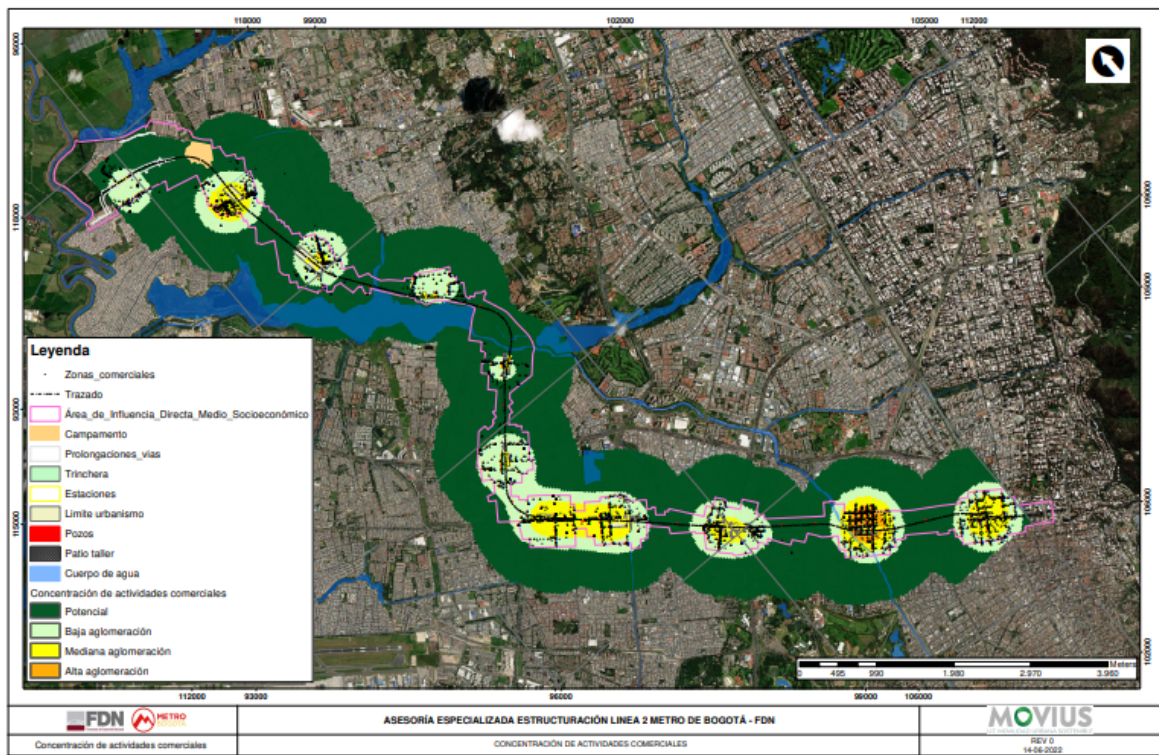 118000 99000 102000 105000 112000
96000
118000
93000
115000
109000
109000
106000
102000
Leyenda
Zonas_comerciales
Trazado
Área_de_Influencia_Directa_Medio_Socioeconómico
Campamento
Prolongaciones_vias
Trinchera
Estaciones
Limite urbanismo
Pozos
Patio taller
Cuerpo de agua
Concentración de actividades comerciales
Potencial
Baja aglomeración
Mediana aglomeración
Alta aglomeración
Meters
0 495 990 1.980 2.970 3.960
112000 93000 96000 99000 106000
FDN METRO BOGOTÁ
ASESORÍA ESPECIALIZADA ESTRUCTURACIÓN LINEA 2 METRO DE BOGOTÁ - FDN
MOVIUS
Concentración de actividades comerciales
CONCENTRACIÓN DE ACTIVIDADES COMERCIALES
REV 0
14-06-2022